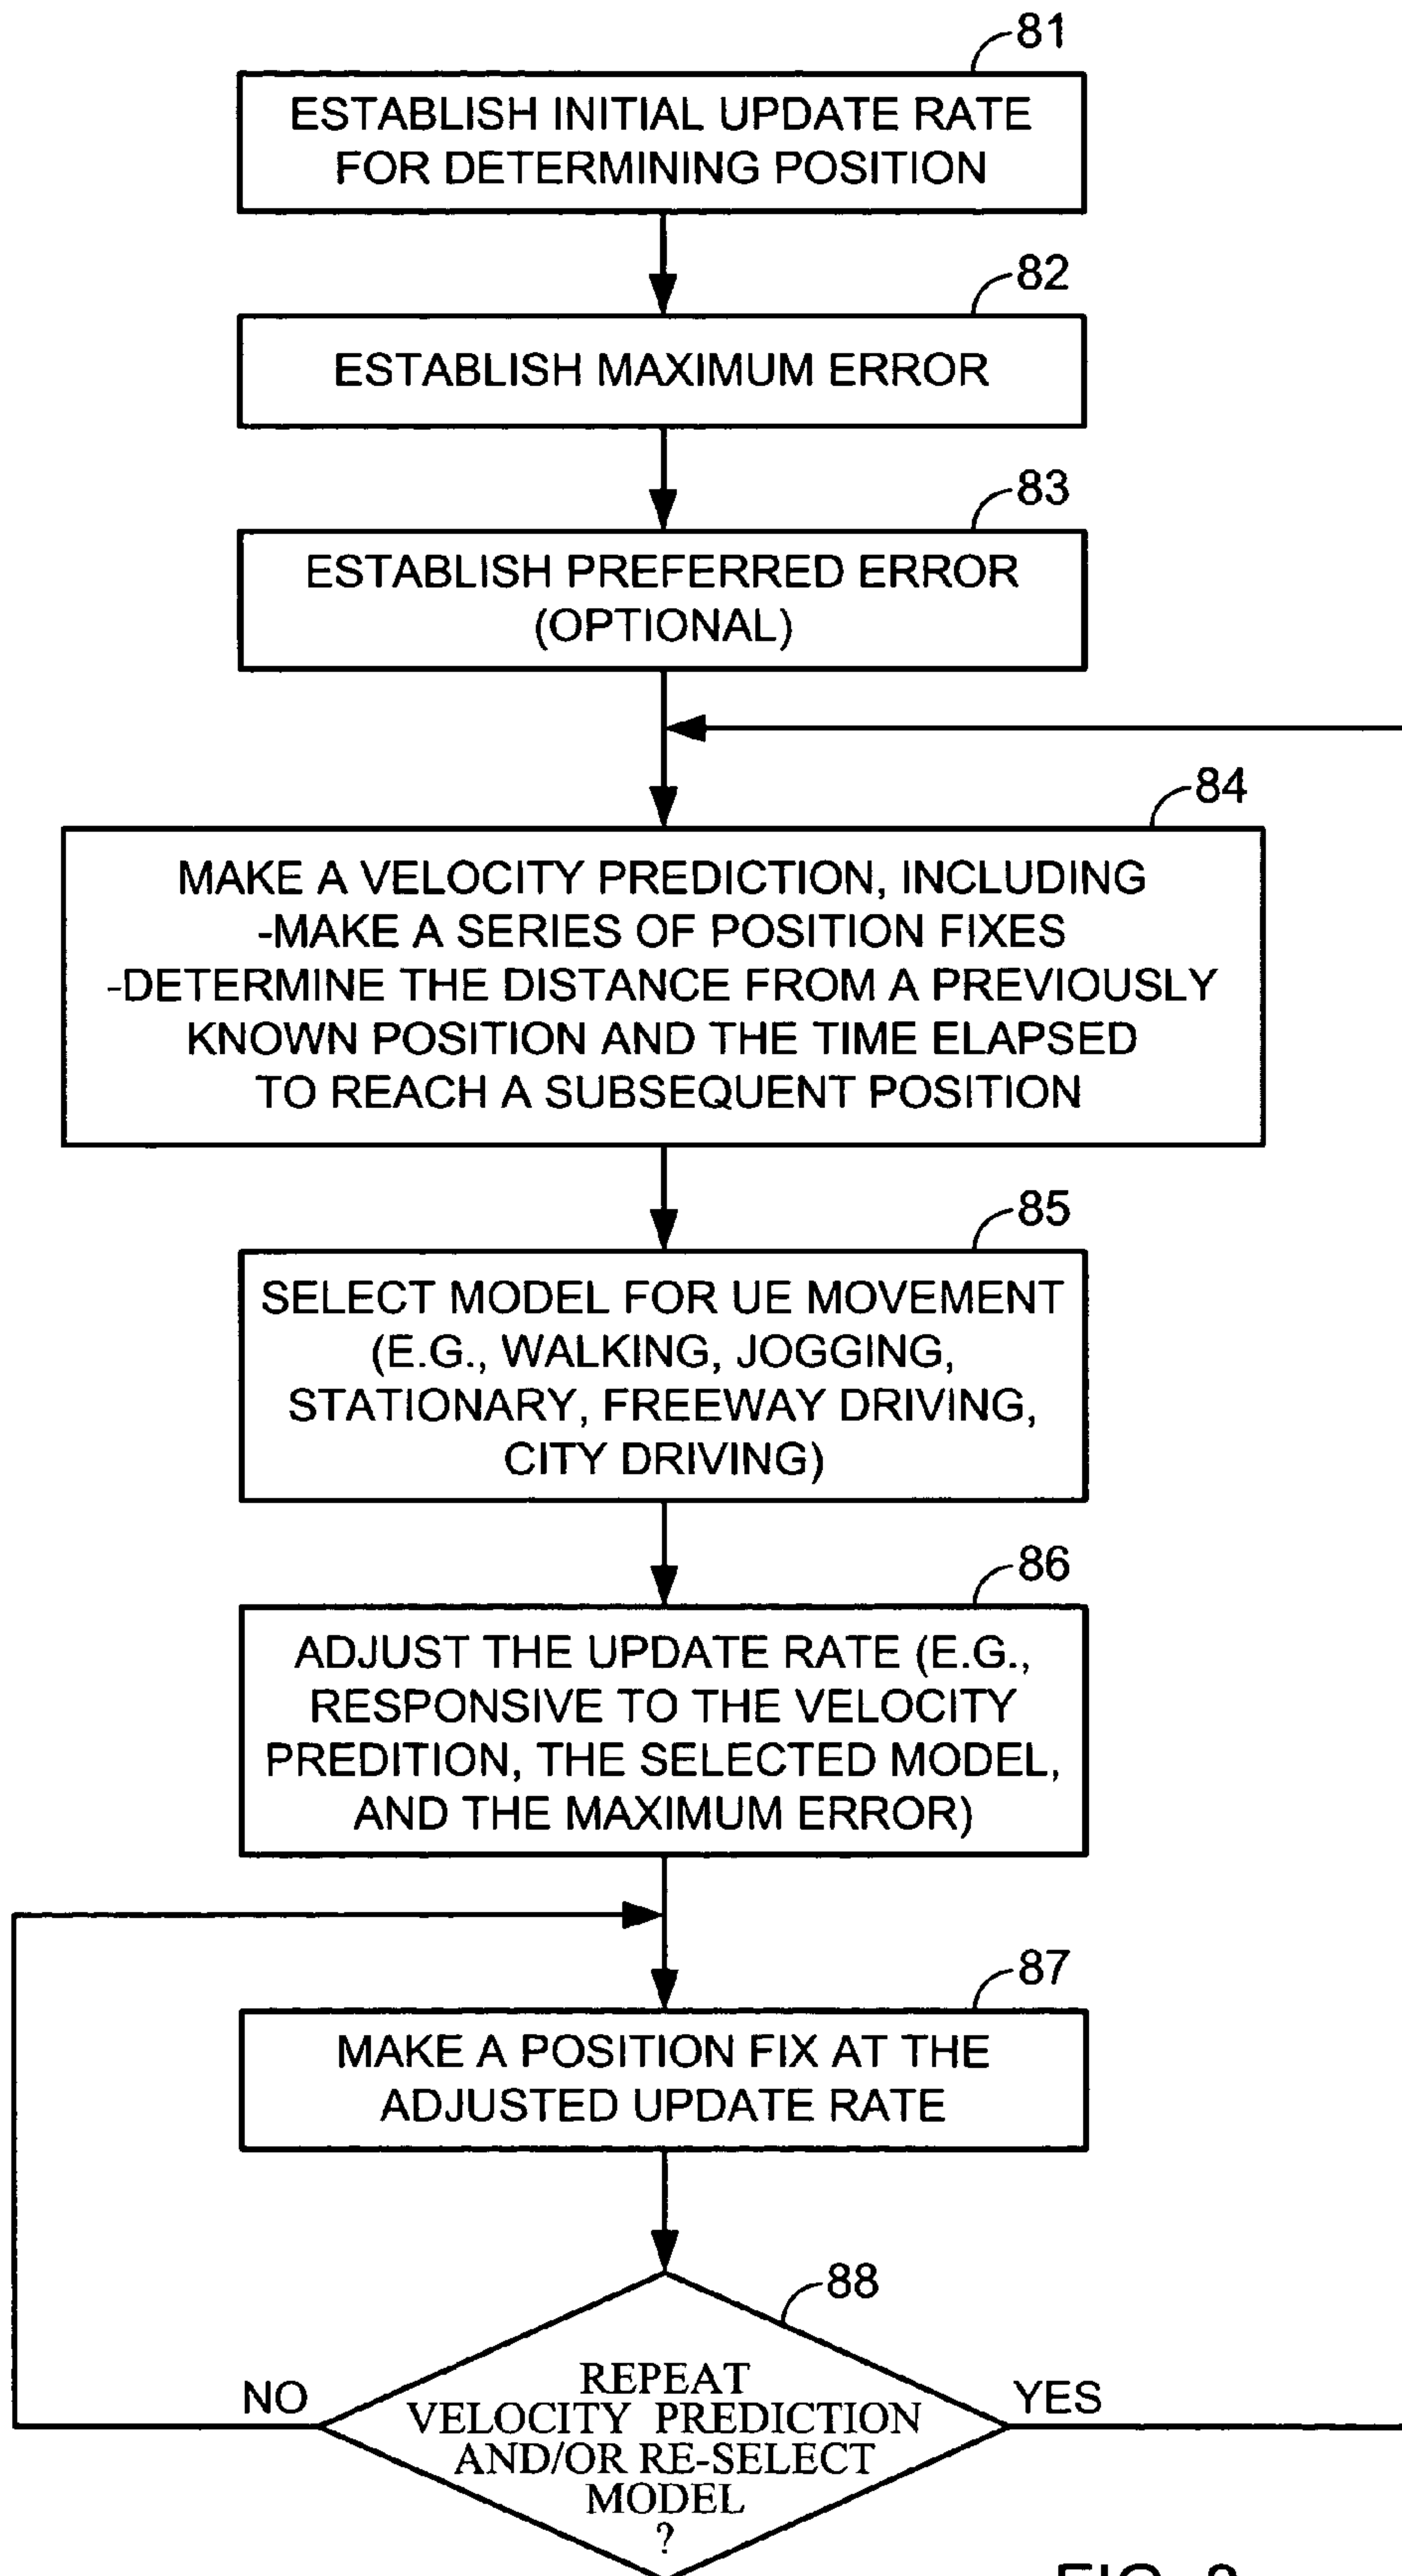 81
ESTABLISH INITIAL UPDATE RATE
FOR DETERMINING POSITION
82
ESTABLISH MAXIMUM ERROR
83
ESTABLISH PREFERRED ERROR
(OPTIONAL)
84
MAKE A VELOCITY PREDICTION, INCLUDING
-MAKE A SERIES OF POSITION FIXES
-DETERMINE THE DISTANCE FROM A PREVIOUSLY
KNOWN POSITION AND THE TIME ELAPSED
TO REACH A SUBSEQUENT POSITION
85
SELECT MODEL FOR UE MOVEMENT
(E.G., WALKING, JOGGING,
STATIONARY, FREEWAY DRIVING,
CITY DRIVING)
86
ADJUST THE UPDATE RATE (E.G.,
RESPONSIVE TO THE VELOCITY
PREDITION, THE SELECTED MODEL,
AND THE MAXIMUM ERROR)
87
MAKE A POSITION FIX AT THE
ADJUSTED UPDATE RATE
88
NO
YES
REPEAT
VELOCITY PREDICTION
AND/OR RE-SELECT
MODEL
?
FIG.